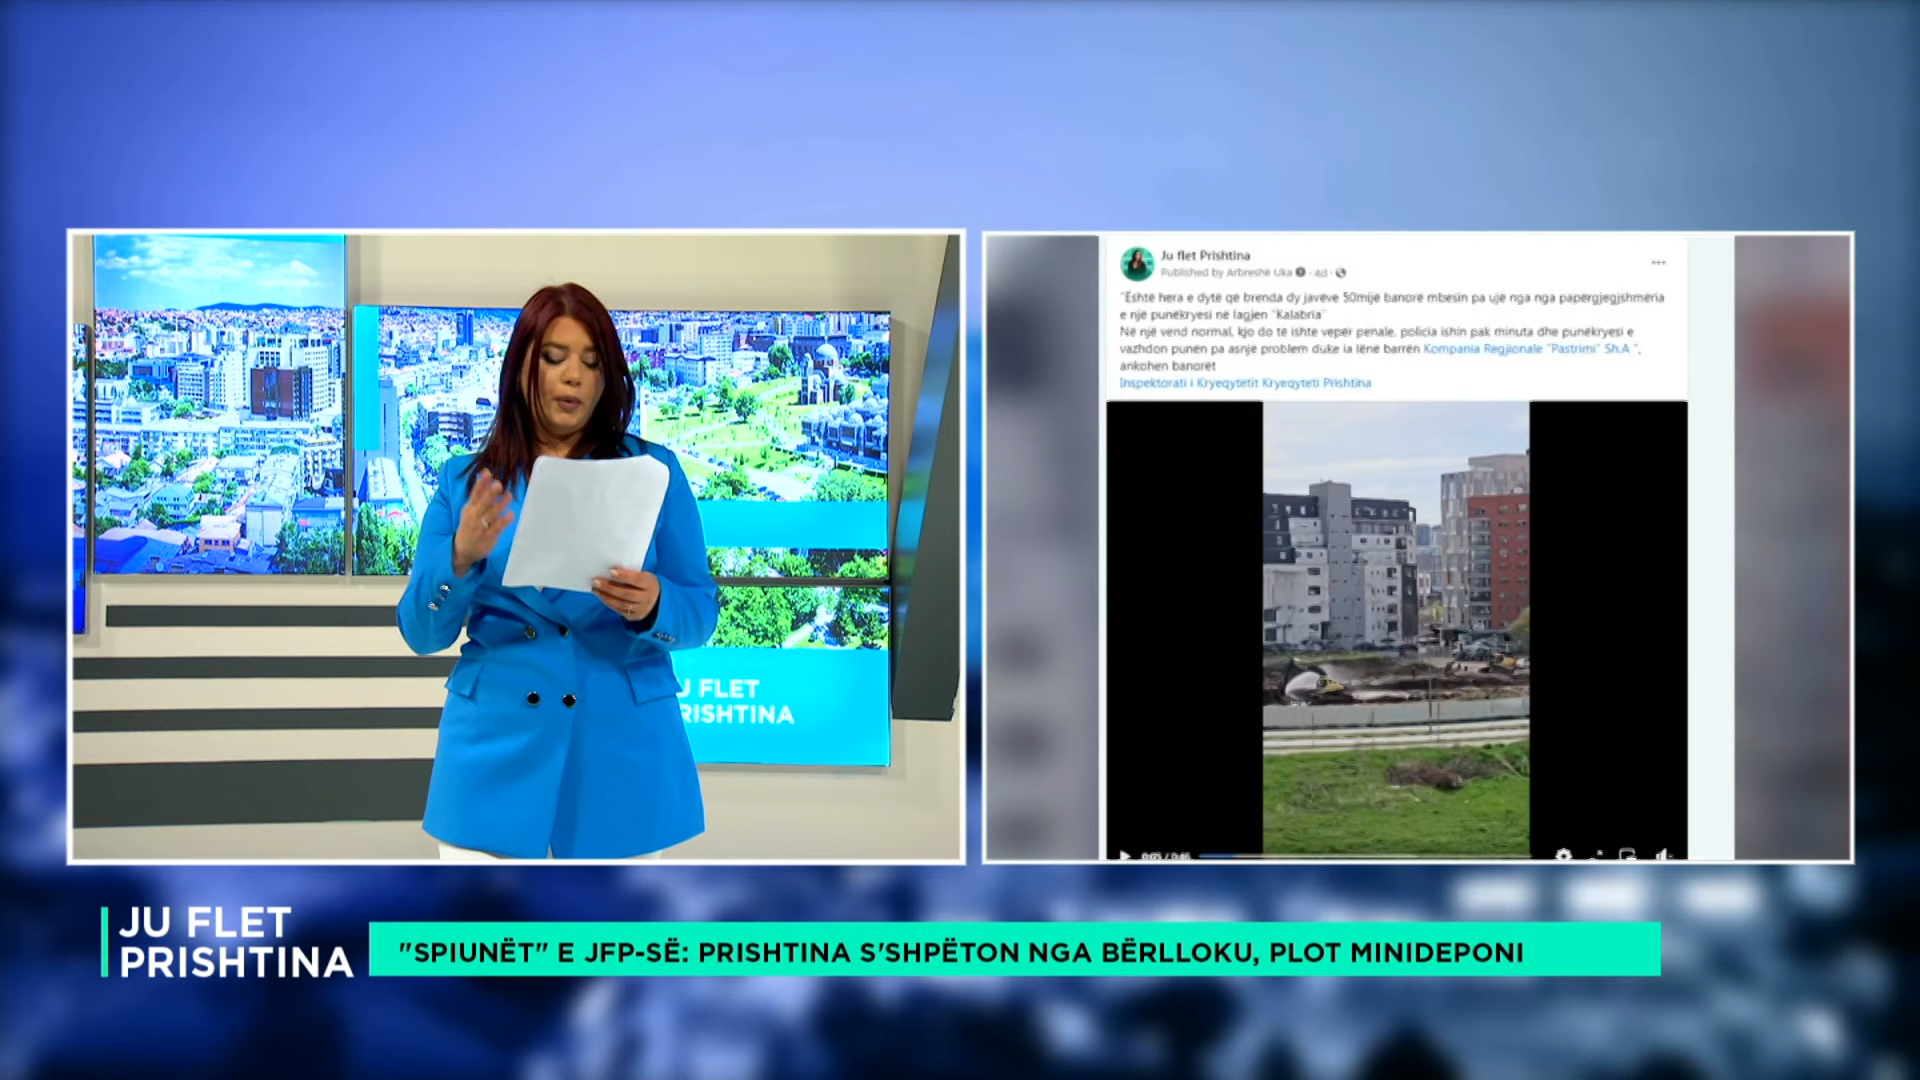 U FLET
RISHTINA
Ju flet Prishtina
Published by Arbreshë Uka · 4d ·
"Është hera e dytë që brenda dy javëve 50mijë banorë mbesin pa ujë nga nga papërgjegjshmëria
e një punëkryesi në lagjen "Kalabria"
Në një vend normal, kjo do të ishte vepër penale, policia ishin pak minuta dhe punëkryesi e
vazhdon punën pa asnjë problem duke ia lënë barrën Kompania Regjionale "Pastrimi" Sh.A ",
ankohen banorët
Inspektorati i Kryeqytetit Kryeqyteti Prishtina
JU FLET
PRISHTINA
"SPIUNËT" E JFP-SË: PRISHTINA S'SHPËTON NGA BËRLLOKU, PLOT MINIDEPONI